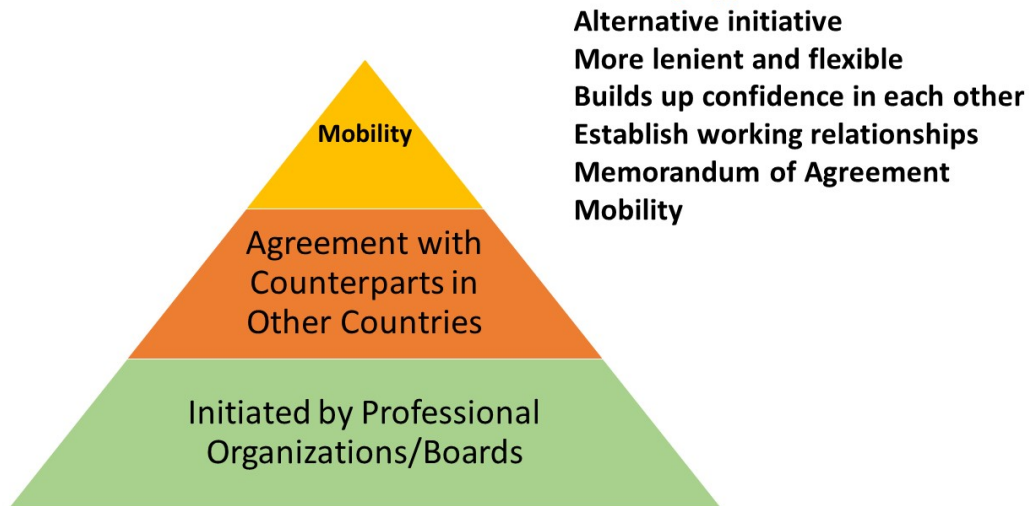 Alternative initiative
More lenient and flexible
Builds up confidence in each other
Establish working relationships
Memorandum of Agreement
Mobility
Mobility
Agreement with
Counterparts in
Other Countries
Initiated by Professional
Organizations/Boards